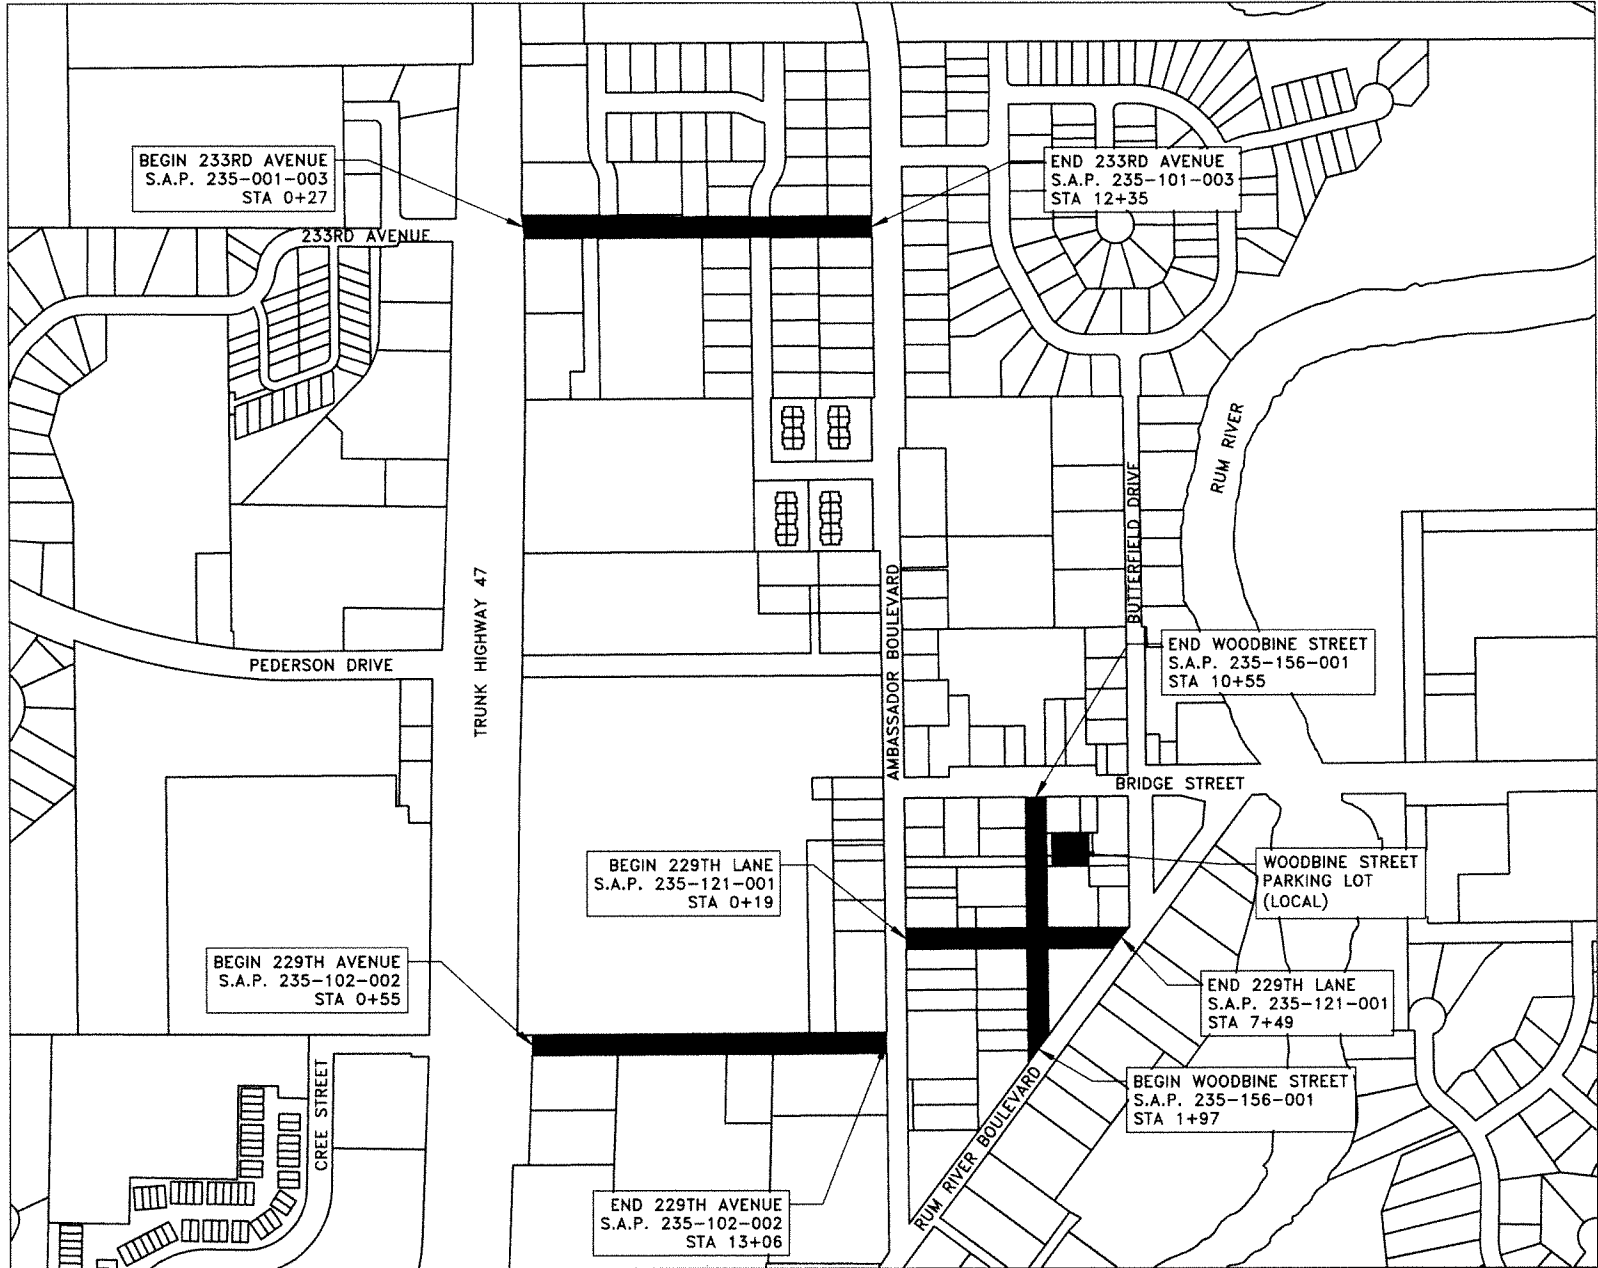 BEGIN 233RD AVENUE
S.A.P. 235-001-003
STA 0+27
END 233RD AVENUE
S.A.P. 235-101-003
STA 12+35
233RD AVENUE
RUM RIVER
BUTTERFIELD DRIVE
AMBASSADOR BOULEVARD
TRUNK HIGHWAY 47
PEDERSON DRIVE
END WOODBINE STREET
S.A.P. 235-156-001
STA 10+55
BRIDGE STREET
BEGIN 229TH LANE
S.A.P. 235-121-001
STA 0+19
WOODBINE STREET
PARKING LOT
(LOCAL)
BEGIN 229TH AVENUE
S.A.P. 235-102-002
STA 0+55
END 229TH LANE
S.A.P. 235-121-001
STA 7+49
CREE STREET
RUM RIVER BOULEVARD
BEGIN WOODBINE STREET
S.A.P. 235-156-001
STA 1+97
END 229TH AVENUE
S.A.P. 235-102-002
STA 13+06